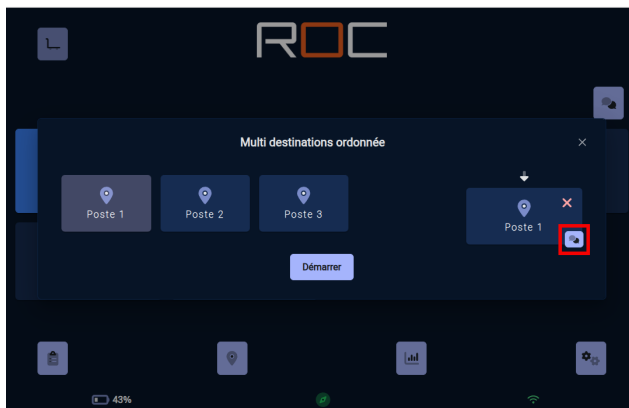 ROC
Multi destinations ordonnée
Poste 1
Poste 2
Poste 3
Poste 1
Démarrer
43%